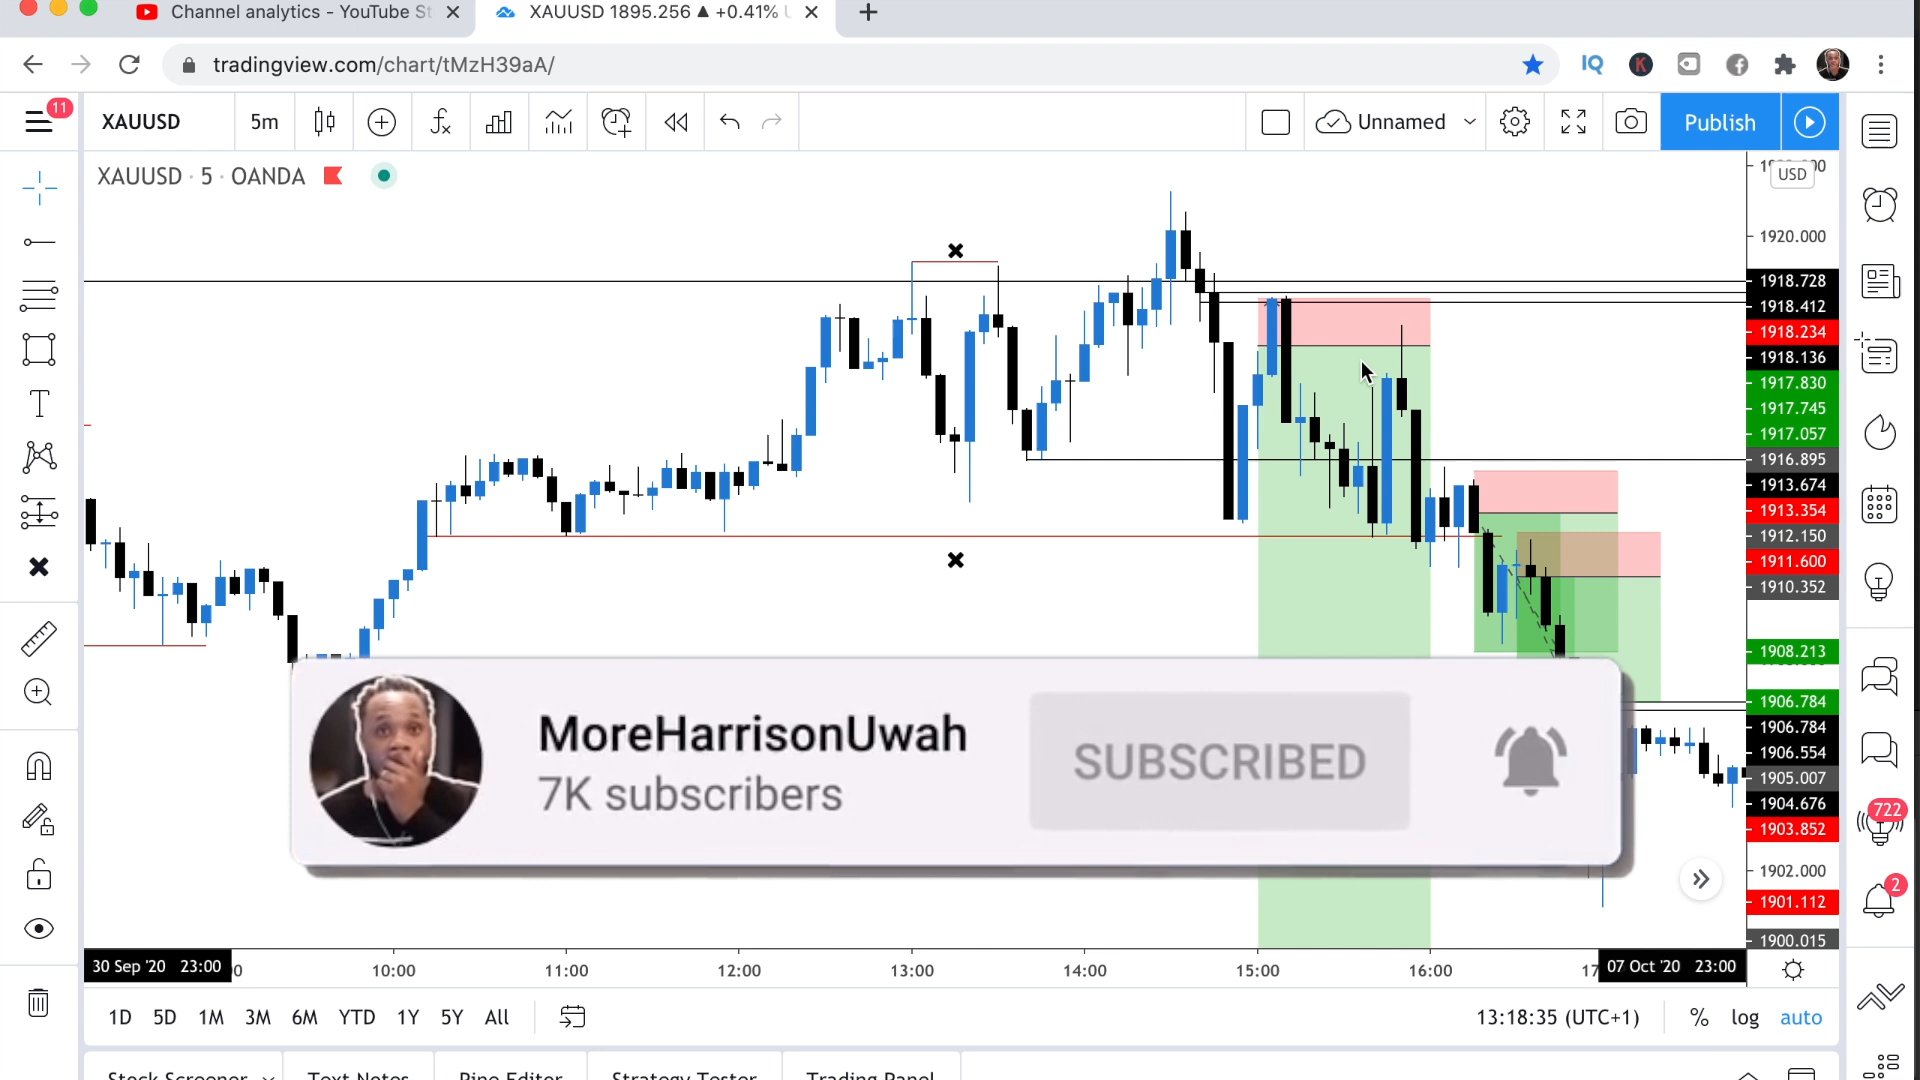 Channel analytics - YouTube St
XAUUSD 1895.256 ▲ +0.41%
tradingview.com/chart/tMzH39aA/
IQ
K
11
XAUUSD
5m
Unnamed
Publish
XAUUSD · 5 · OANDA
USD
1920.000
1918.728
1918.412
1918.234
1918.136
1917.830
1917.745
1917.057
1916.895
1913.674
1913.354
1912.150
1911.600
1910.352
1908.213
1906.784
1906.784
1906.554
1905.007
1904.676
1903.852
1902.000
1901.112
1900.015
MoreHarrisonUwah
7K subscribers
SUBSCRIBED
722
2
30 Sep '20 23:00
10:00 11:00 12:00 13:00 14:00 15:00 16:00
07 Oct '20 23:00
1D 5D 1M 3M 6M YTD 1Y 5Y All
13:18:35 (UTC+1) % log auto
Stock Screener Text Notes Pine Editor Strategy Tester Trading Panel